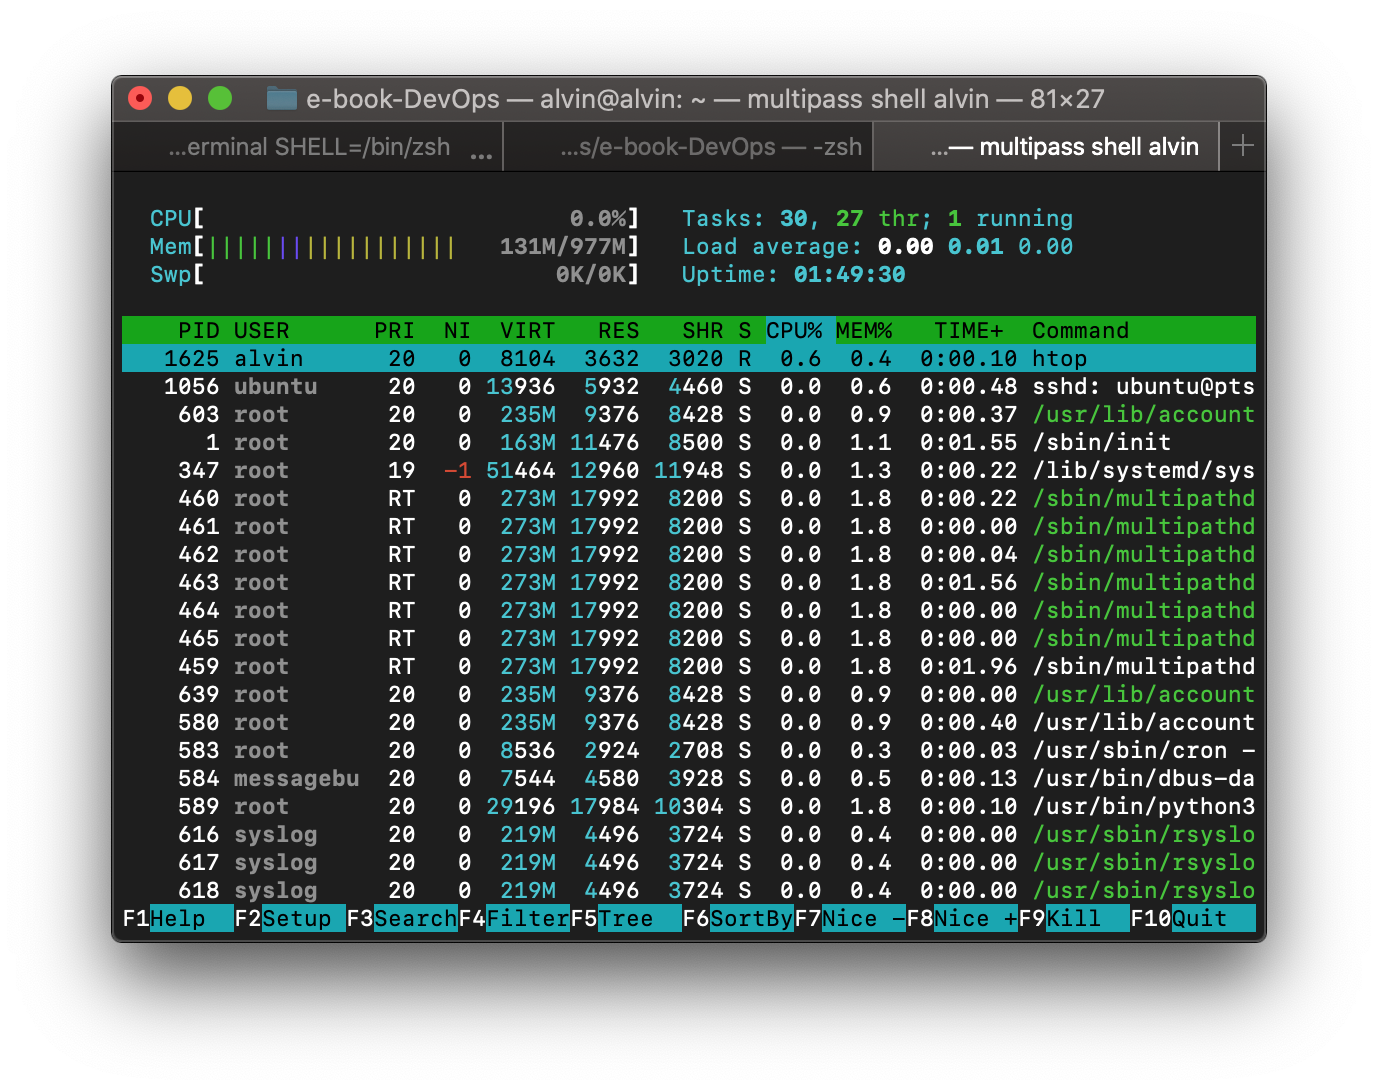 e-book-DevOps — alvin@alvin: ~ — multipass shell alvin — 81×27
...erminal SHELL=/bin/zsh ... ...s/e-book-DevOps — -zsh ...— multipass shell alvin +
CPU[ 0.0%] Tasks: 30, 27 thr; 1 running
Mem[|||||||||||||||||| 131M/977M] Load average: 0.00 0.01 0.00
Swp[ 0K/0K] Uptime: 01:49:30
PID USER PRI NI VIRT RES SHR S CPU% MEM% TIME+ Command
1625 alvin 20 0 8104 3632 3020 R 0.6 0.4 0:00.10 htop
1056 ubuntu 20 0 13936 5932 4460 S 0.0 0.6 0:00.48 sshd: ubuntu@pts
603 root 20 0 235M 9376 8428 S 0.0 0.9 0:00.37 /usr/lib/account
1 root 20 0 163M 11476 8500 S 0.0 1.1 0:01.55 /sbin/init
347 root 19 -1 51464 12960 11948 S 0.0 1.3 0:00.22 /lib/systemd/sys
460 root RT 0 273M 17992 8200 S 0.0 1.8 0:00.22 /sbin/multipathd
461 root RT 0 273M 17992 8200 S 0.0 1.8 0:00.00 /sbin/multipathd
462 root RT 0 273M 17992 8200 S 0.0 1.8 0:00.04 /sbin/multipathd
463 root RT 0 273M 17992 8200 S 0.0 1.8 0:01.56 /sbin/multipathd
464 root RT 0 273M 17992 8200 S 0.0 1.8 0:00.00 /sbin/multipathd
465 root RT 0 273M 17992 8200 S 0.0 1.8 0:00.00 /sbin/multipathd
459 root RT 0 273M 17992 8200 S 0.0 1.8 0:01.96 /sbin/multipathd
639 root 20 0 235M 9376 8428 S 0.0 0.9 0:00.00 /usr/lib/account
580 root 20 0 235M 9376 8428 S 0.0 0.9 0:00.40 /usr/lib/account
583 root 20 0 8536 2924 2708 S 0.0 0.3 0:00.03 /usr/sbin/cron -
584 messagebu 20 0 7544 4580 3928 S 0.0 0.5 0:00.13 /usr/bin/dbus-da
589 root 20 0 29196 17984 10304 S 0.0 1.8 0:00.10 /usr/bin/python3
616 syslog 20 0 219M 4496 3724 S 0.0 0.4 0:00.00 /usr/sbin/rsyslo
617 syslog 20 0 219M 4496 3724 S 0.0 0.4 0:00.00 /usr/sbin/rsyslo
618 syslog 20 0 219M 4496 3724 S 0.0 0.4 0:00.00 /usr/sbin/rsyslo
F1Help F2Setup F3SearchF4FilterF5Tree F6SortByF7Nice -F8Nice +F9Kill F10Quit